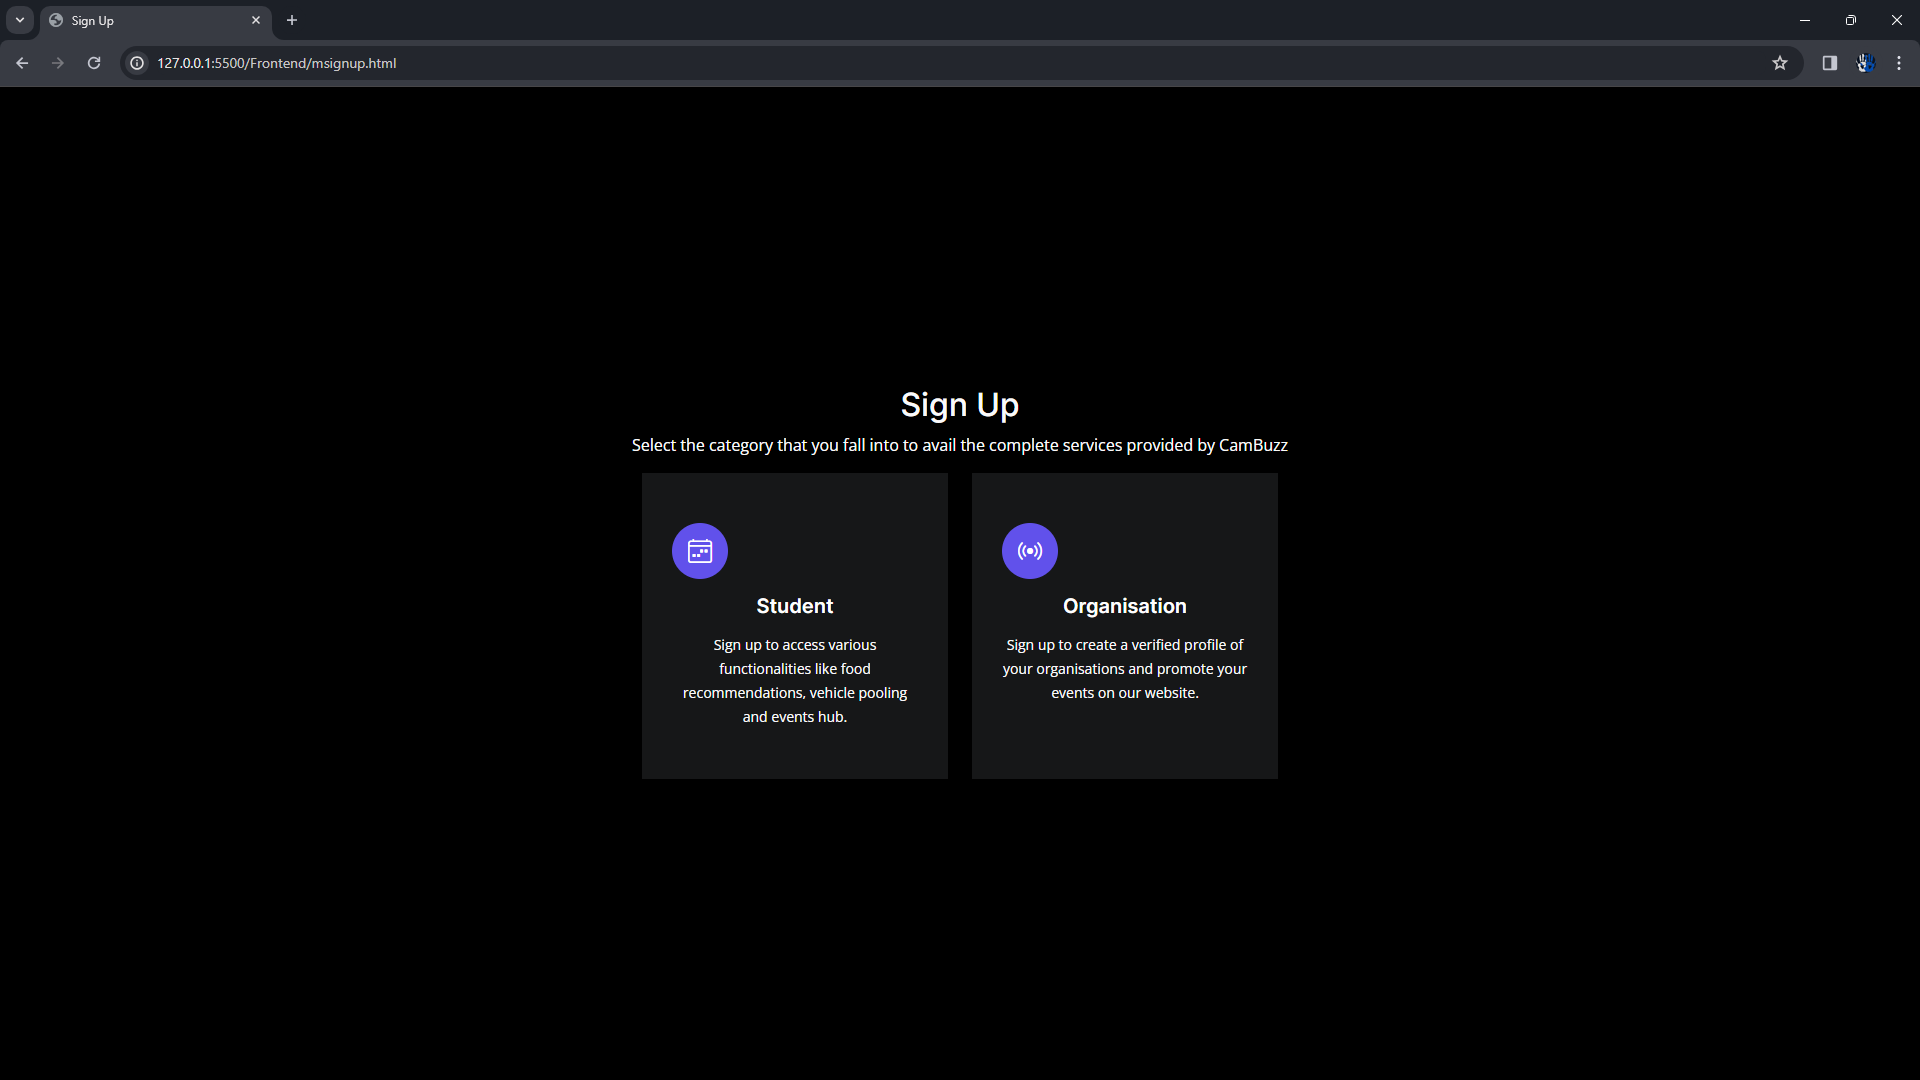 Sign Up
127.0.0.1:5500/Frontend/msignup.html
Sign Up
Select the category that you fall into to avail the complete services provided by CamBuzz
Student
Sign up to access various
functionalities like food
recommendations, vehicle pooling
and events hub.
Organisation
Sign up to create a verified profile of
your organisations and promote your
events on our website.